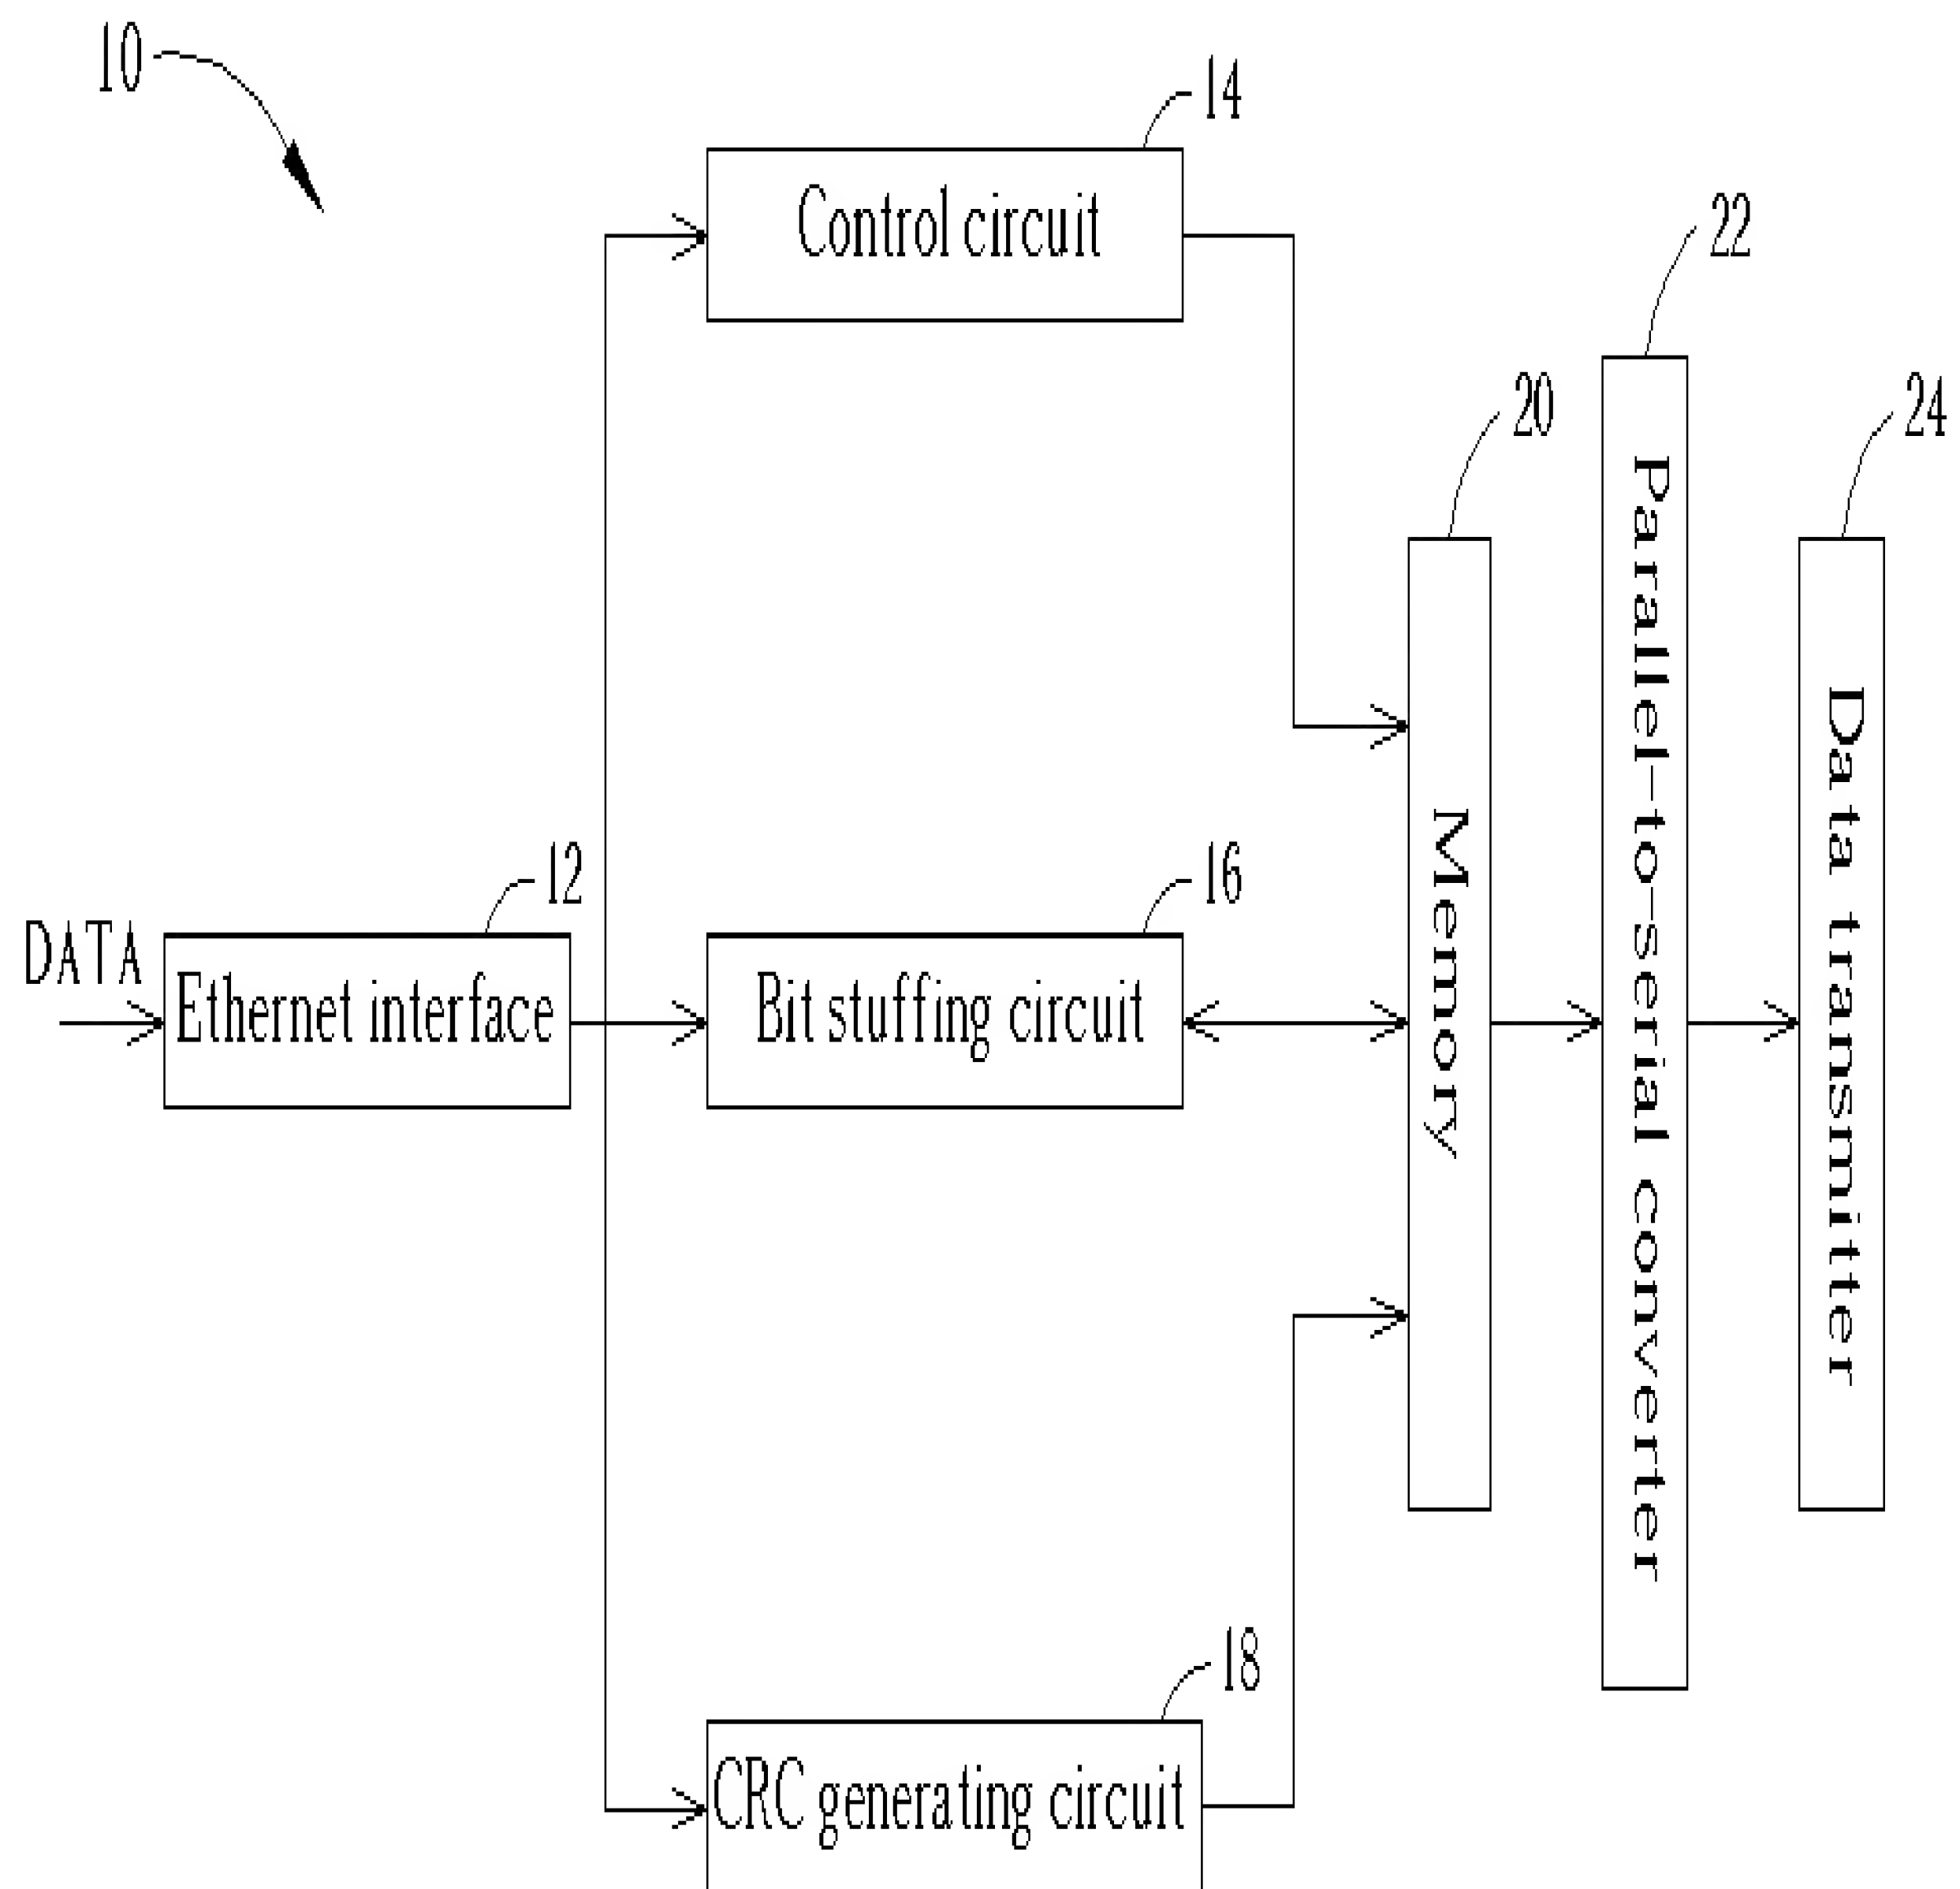 10
14
Control circuit
22
20
24
12
16
DATA
Ethernet interface
Bit stuffing circuit
Memory
Parallel-to-serial converter
Data transmitter
18
CRC generating circuit